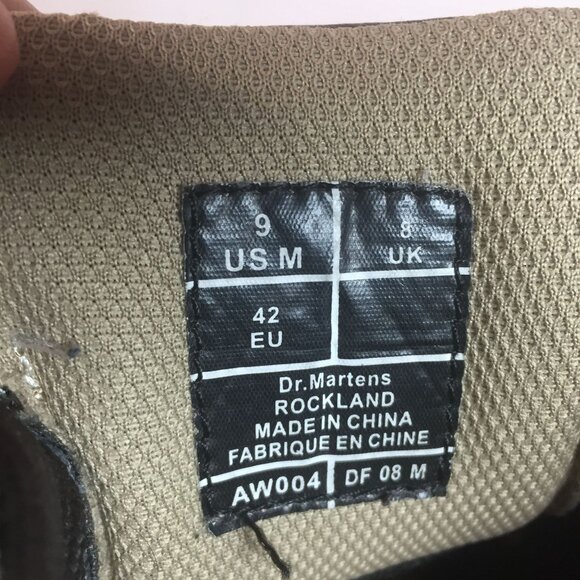 9 8
US M UK
42
EU
Dr.Martens
ROCKLAND
MADE IN CHINA
FABRIQUE EN CHINE
AW004 DF 08 M